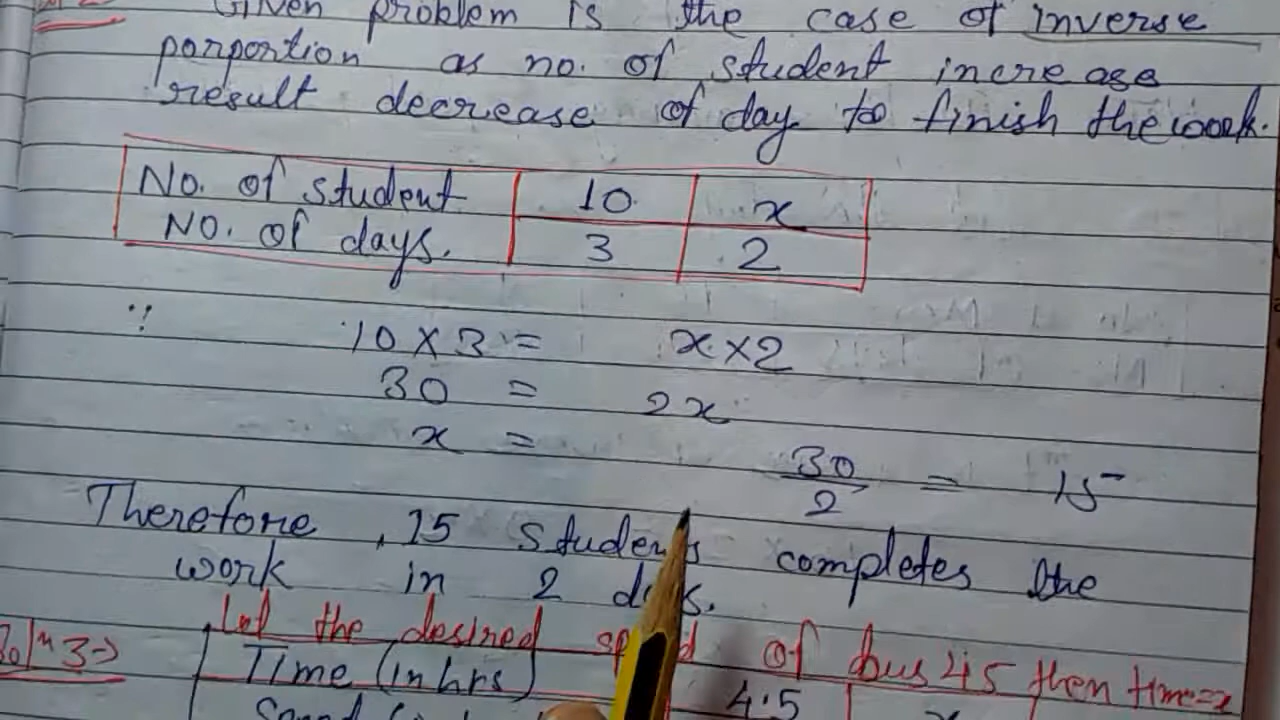 Given problem is the case of inverse
porportion as no. of student increase
result decrease of day to finish the work.
No. of student 10 x
NO. of days. 3 2
∵
10 × 3 = x × 2
30 = 2x
x = 30/2 = 15
Therefore, 15 students completes the
work in 2 days.
Let the desired speed of bus 45 then time = x
Solⁿ 3→
Time (in hrs) 4.5 x